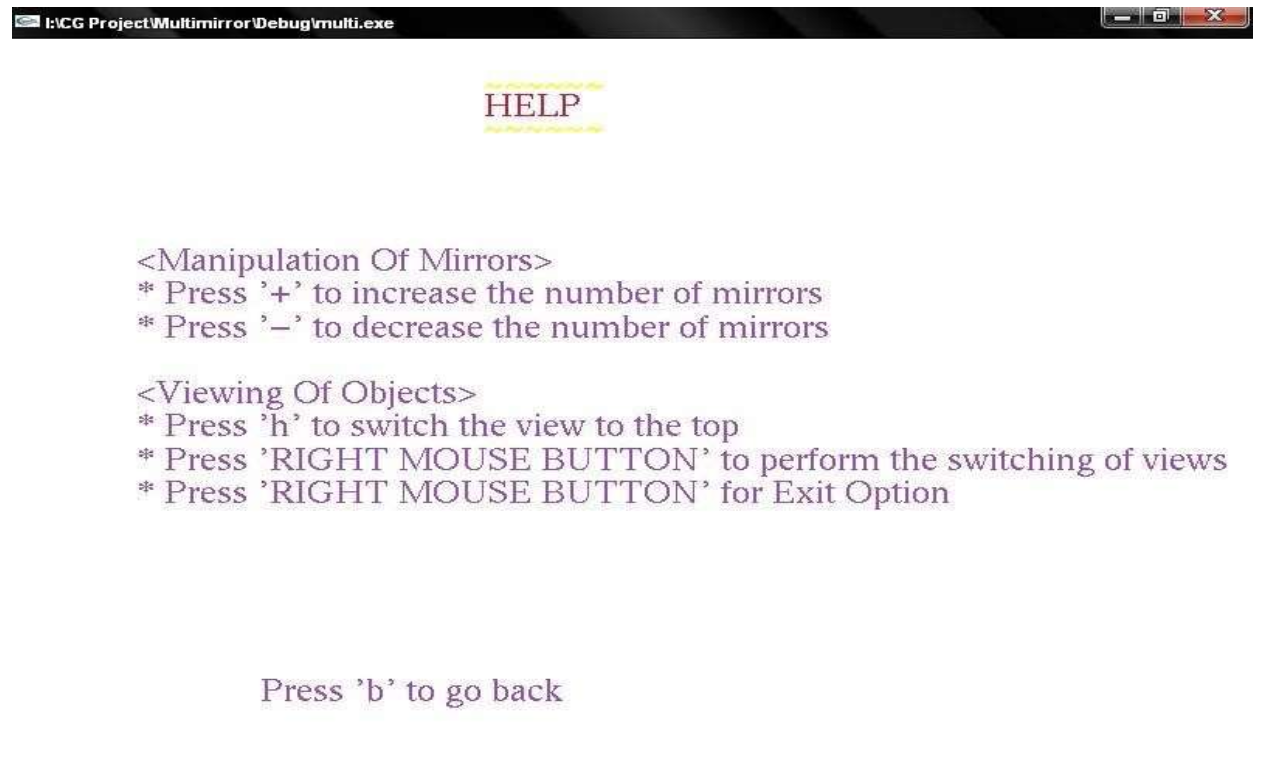 I:\CG Project\Multimirror\Debug\multi.exe
~~~~~~~~
HELP
~~~~~~~~
<Manipulation Of Mirrors>
* Press ’+’ to increase the number of mirrors
* Press ’−’ to decrease the number of mirrors
<Viewing Of Objects>
* Press ’h’ to switch the view to the top
* Press ’RIGHT MOUSE BUTTON’ to perform the switching of views
* Press ’RIGHT MOUSE BUTTON’ for Exit Option
Press ’b’ to go back